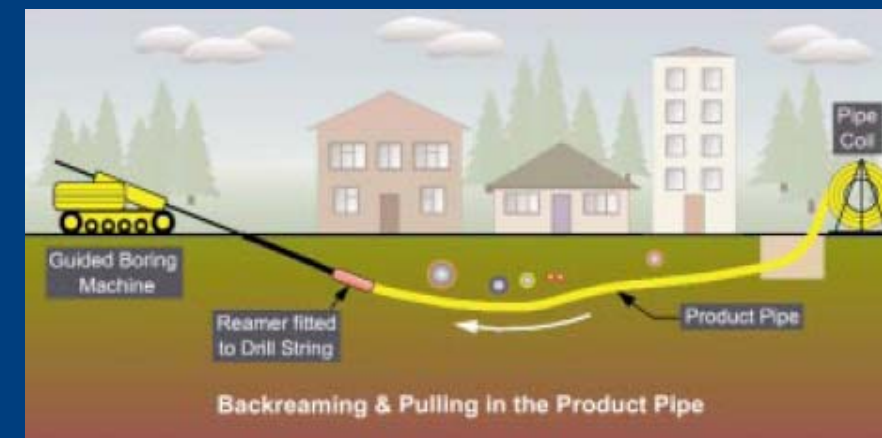 Pipe
Coil
Guided Boring
Machine
Reamer fitted
to Drill String
Product Pipe
Backreaming & Pulling in the Product Pipe